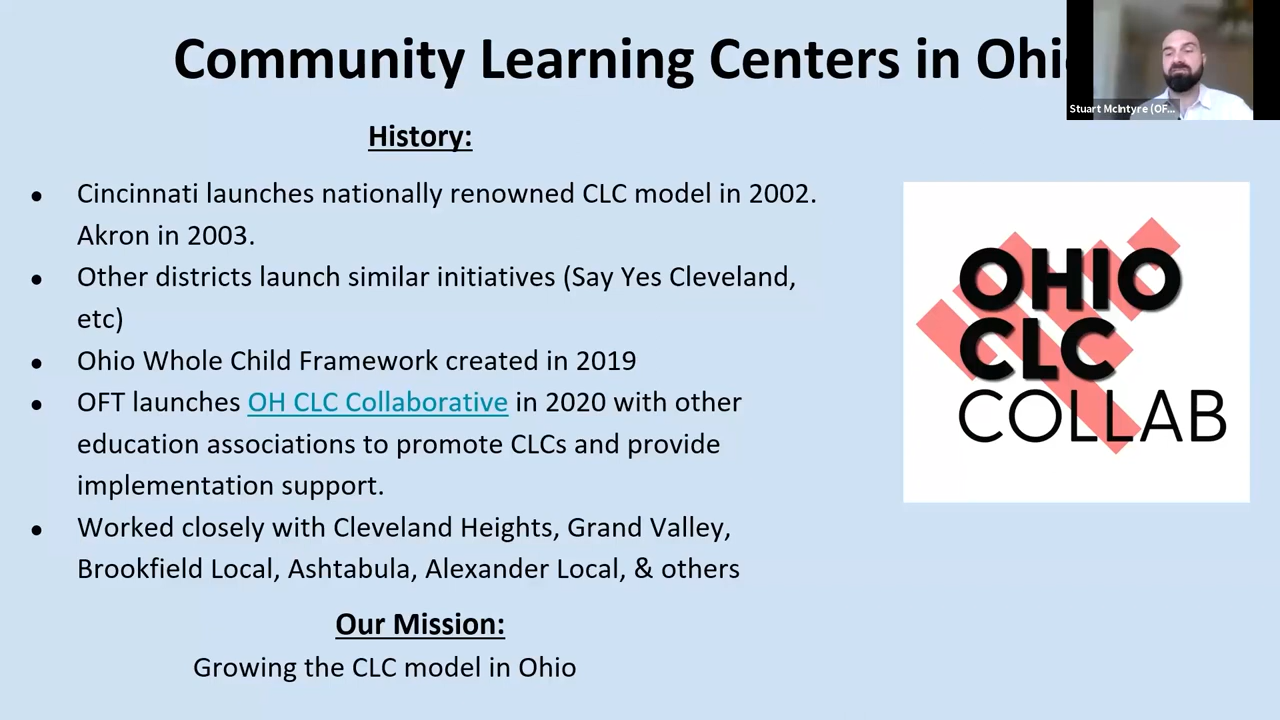 Community Learning Centers in Ohi
Stuart McIntyre (OF...
History:
● Cincinnati launches nationally renowned CLC model in 2002.
Akron in 2003.
● Other districts launch similar initiatives (Say Yes Cleveland,
etc)
● Ohio Whole Child Framework created in 2019
● OFT launches OH CLC Collaborative in 2020 with other
education associations to promote CLCs and provide
implementation support.
● Worked closely with Cleveland Heights, Grand Valley,
Brookfield Local, Ashtabula, Alexander Local, & others
Our Mission:
Growing the CLC model in Ohio
OHIO
CLC
COLLAB